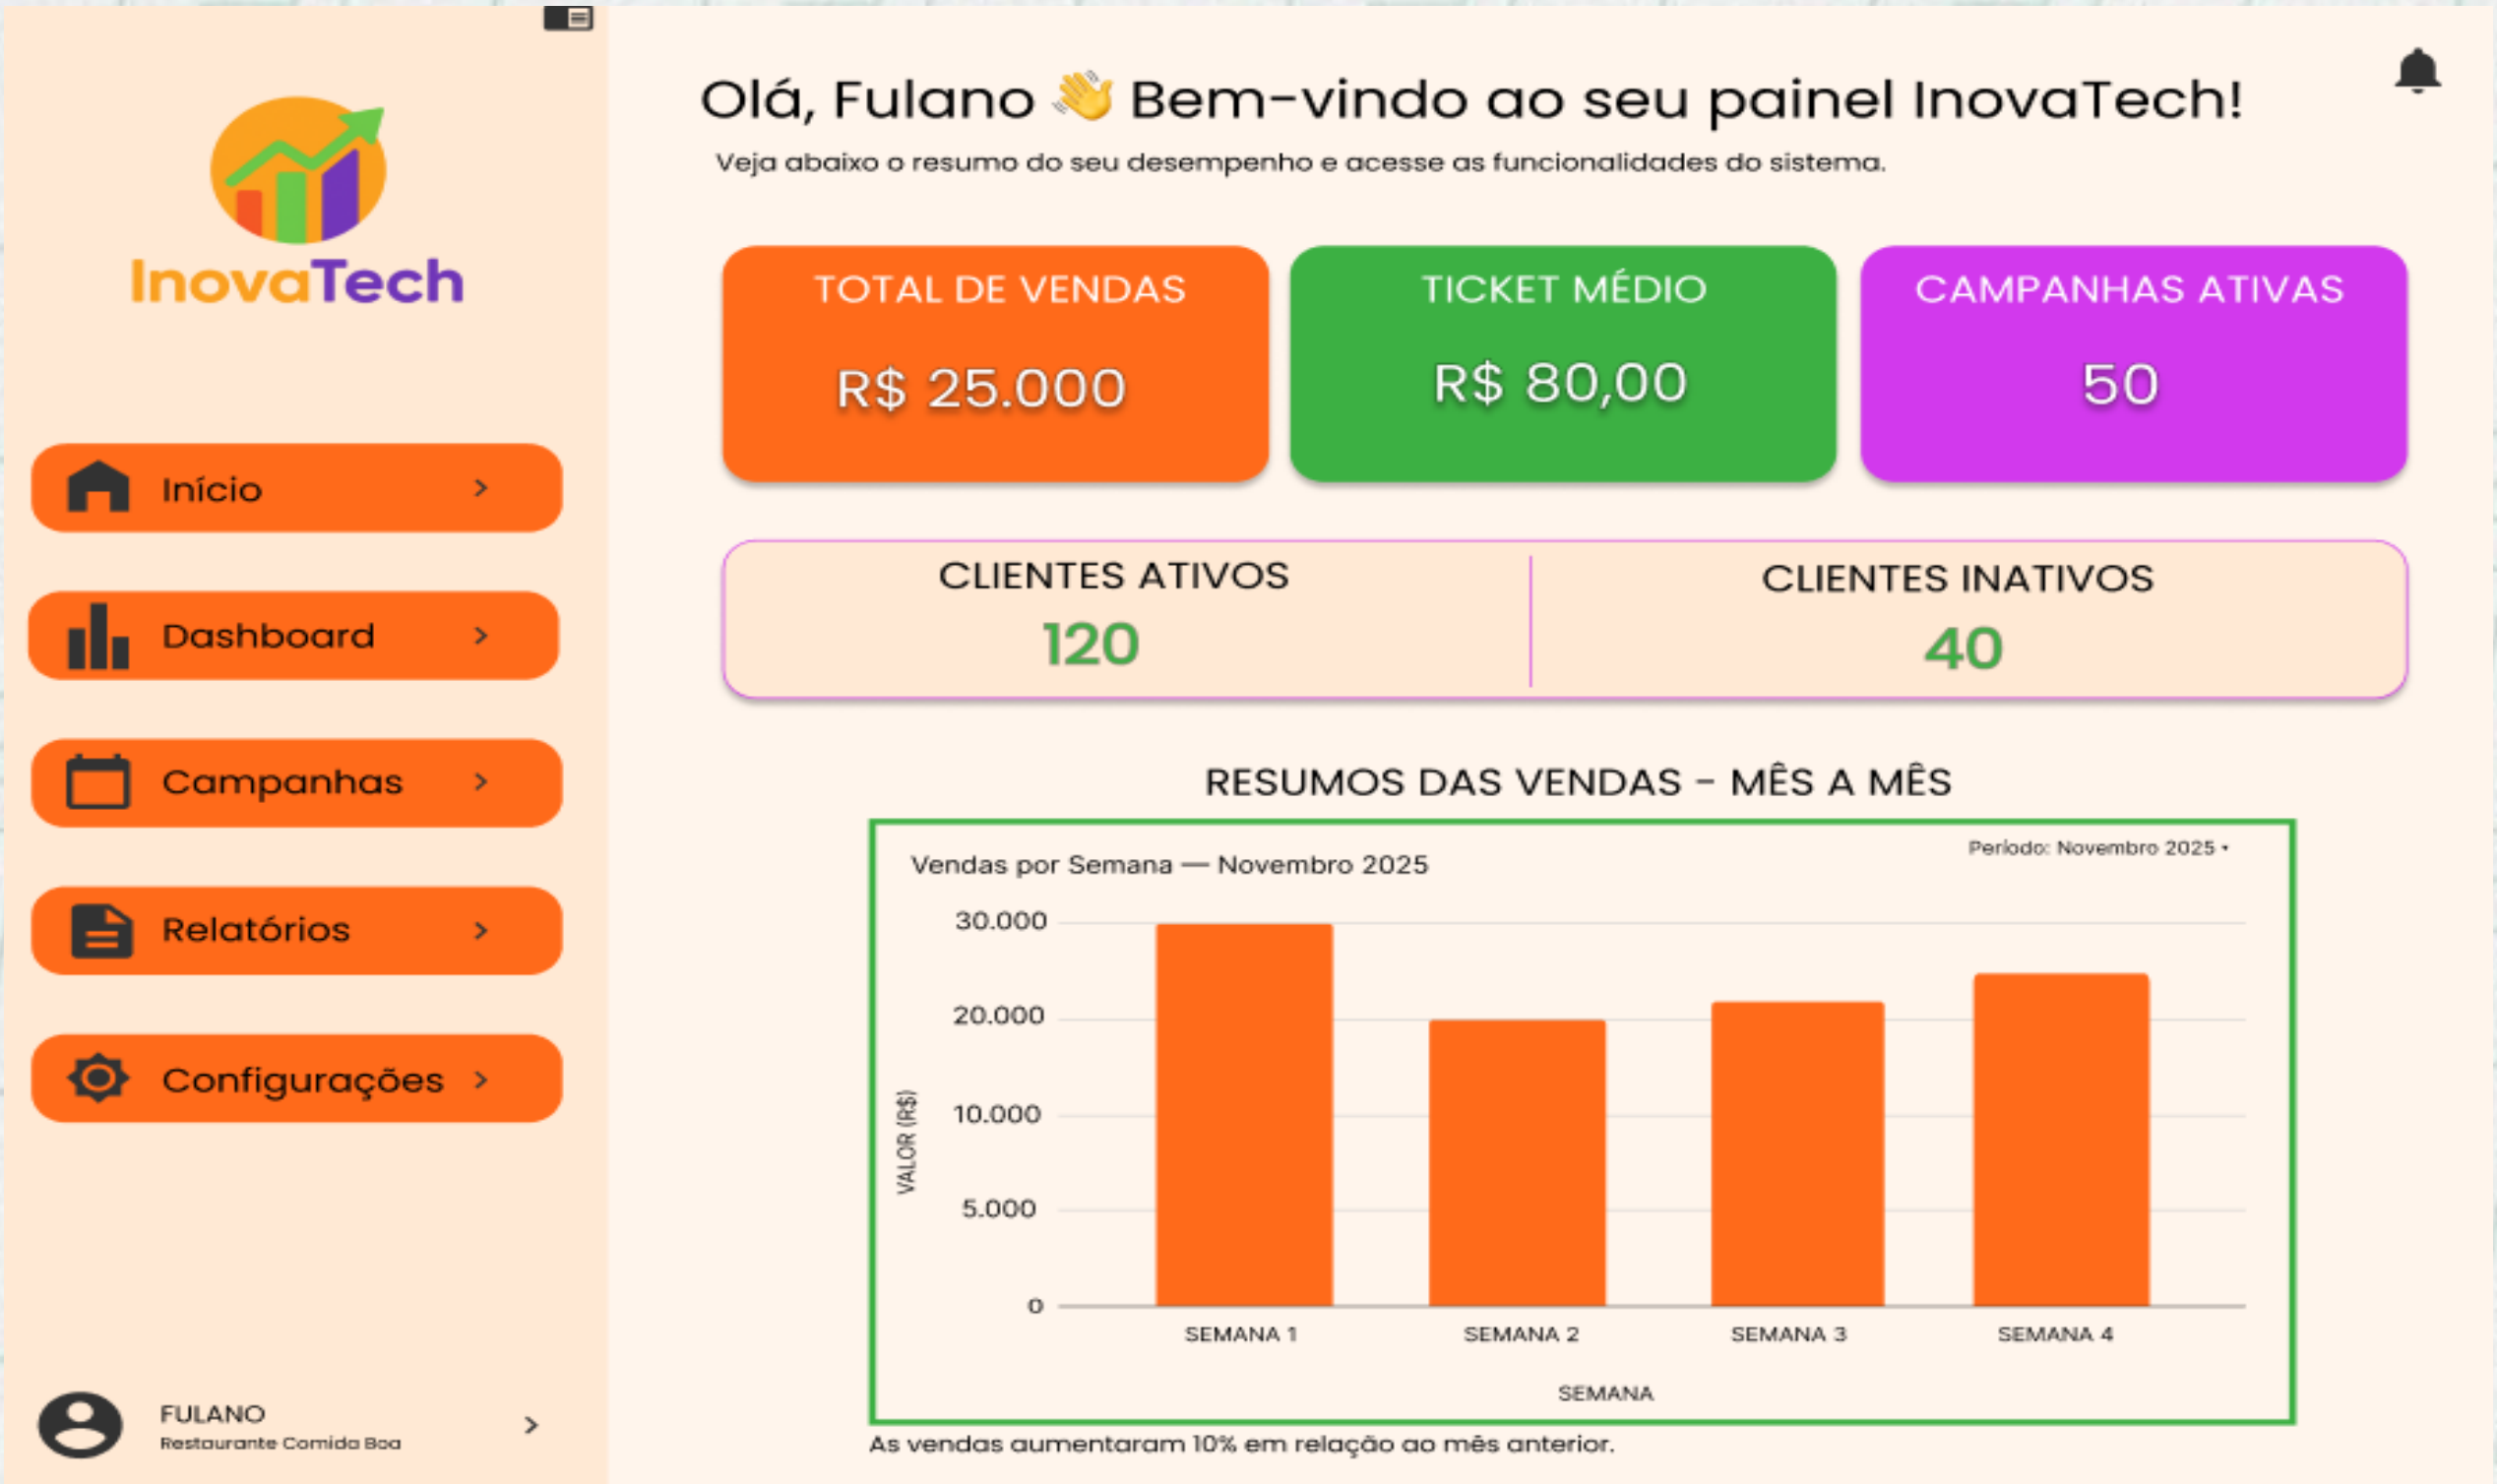 InovaTech
Início
Dashboard
Campanhas
Relatórios
Configurações
FULANO
Restaurante Comida Boa
Olá, Fulano 👋 Bem-vindo ao seu painel InovaTech!
Veja abaixo o resumo do seu desempenho e acesse as funcionalidades do sistema.
TOTAL DE VENDAS
R$ 25.000
TICKET MÉDIO
R$ 80,00
CAMPANHAS ATIVAS
50
CLIENTES ATIVOS
120
CLIENTES INATIVOS
40
RESUMOS DAS VENDAS - MÊS A MÊS
Vendas por Semana — Novembro 2025
Período: Novembro 2025 •
30.000
20.000
10.000
5.000
0
VALOR (R$)
SEMANA 1
SEMANA 2
SEMANA 3
SEMANA 4
SEMANA
As vendas aumentaram 10% em relação ao mês anterior.